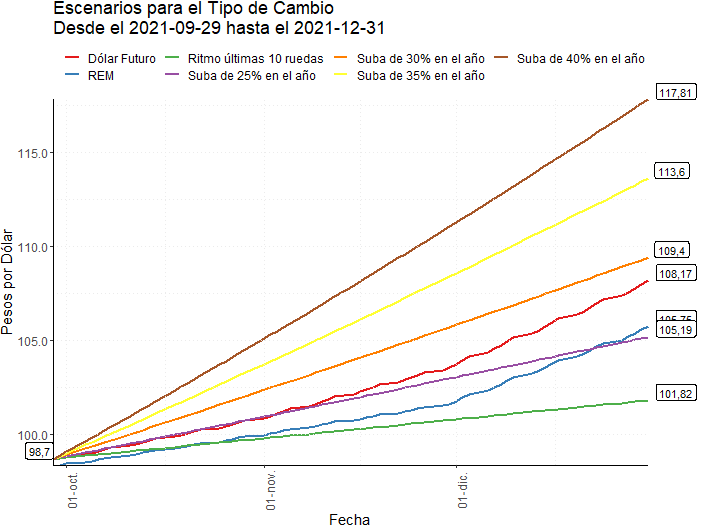 Escenarios para el Tipo de Cambio
Desde el 2021-09-29 hasta el 2021-12-31
Dólar Futuro Ritmo últimas 10 ruedas Suba de 30% en el año Suba de 40% en el año
REM Suba de 25% en el año Suba de 35% en el año
117,81
115.0
113,6
110.0
109,4
108,17
105,75
105,19
105.0
101,82
100.0
98,7
Pesos por Dólar
01-oct.
01-nov.
01-dic.
Fecha